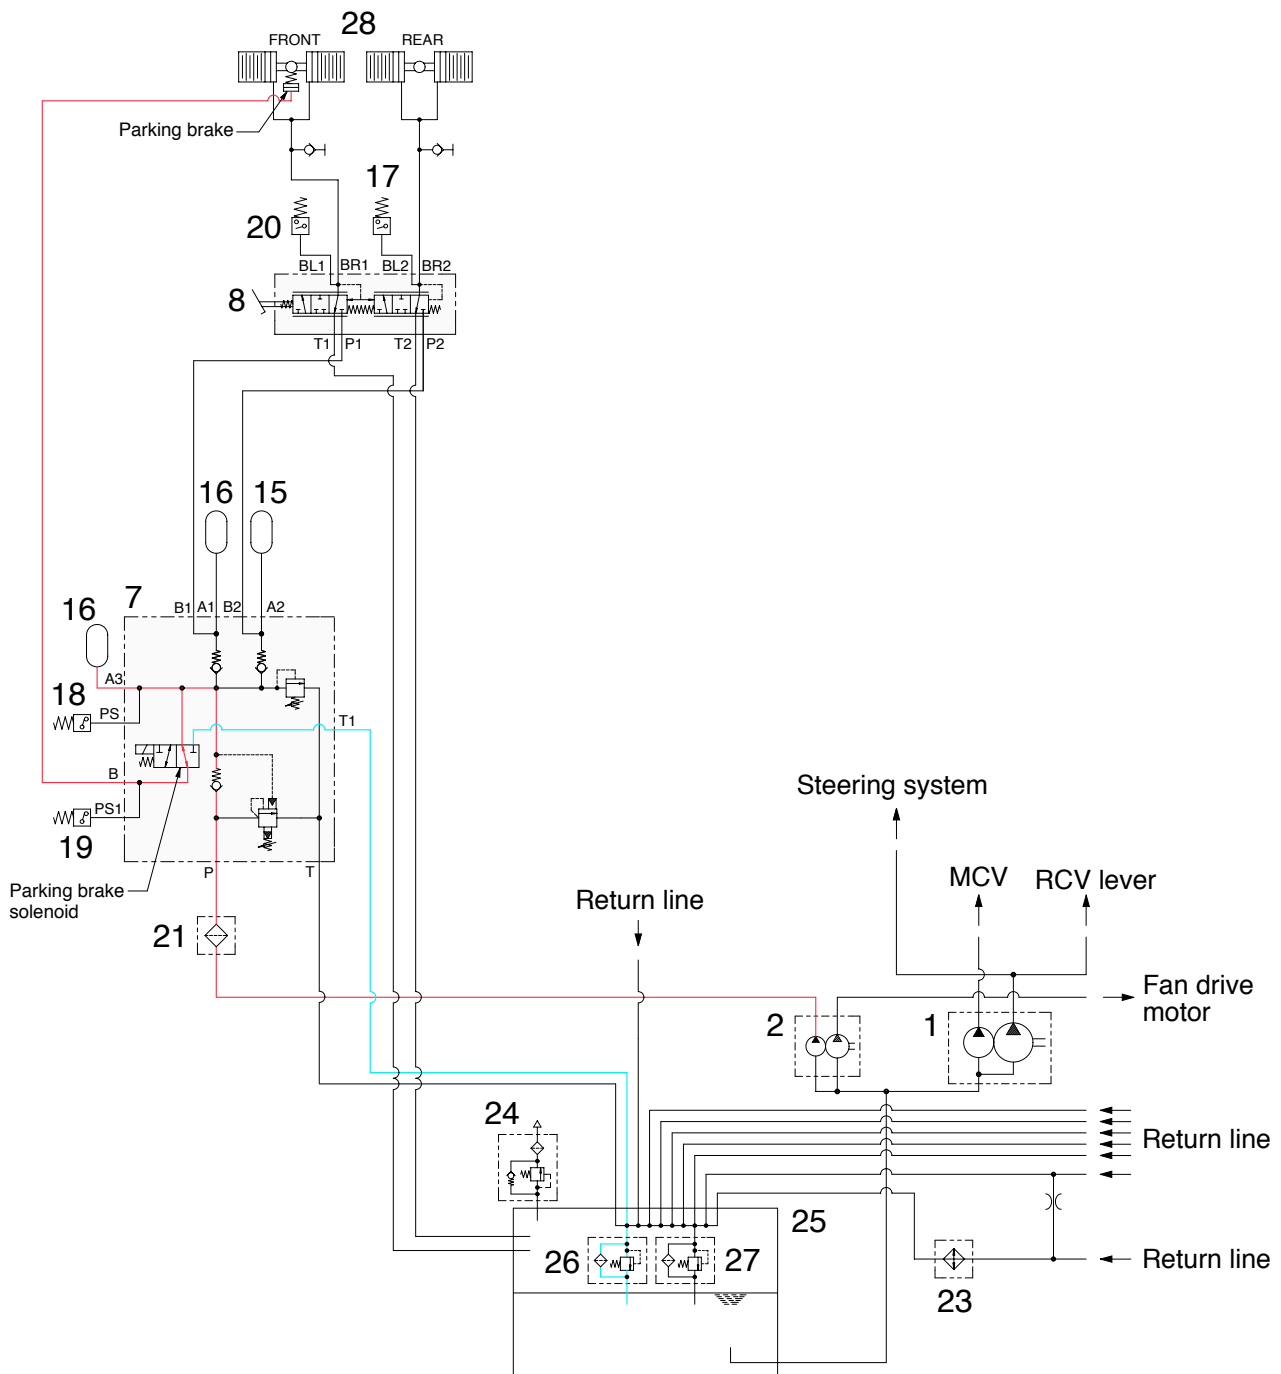 28
FRONT
REAR
Parking brake
17
20
BL1
BR1
BL2
BR2
8
T1
P1
T2
P2
16
15
7
B1
A1
B2
A2
16
A3
18
PS
T1
B
PS1
19
P
T
Parking brake
solenoid
21
Steering system
MCV
RCV lever
Return line
Fan drive
motor
2
1
24
Return line
25
26
27
23
Return line